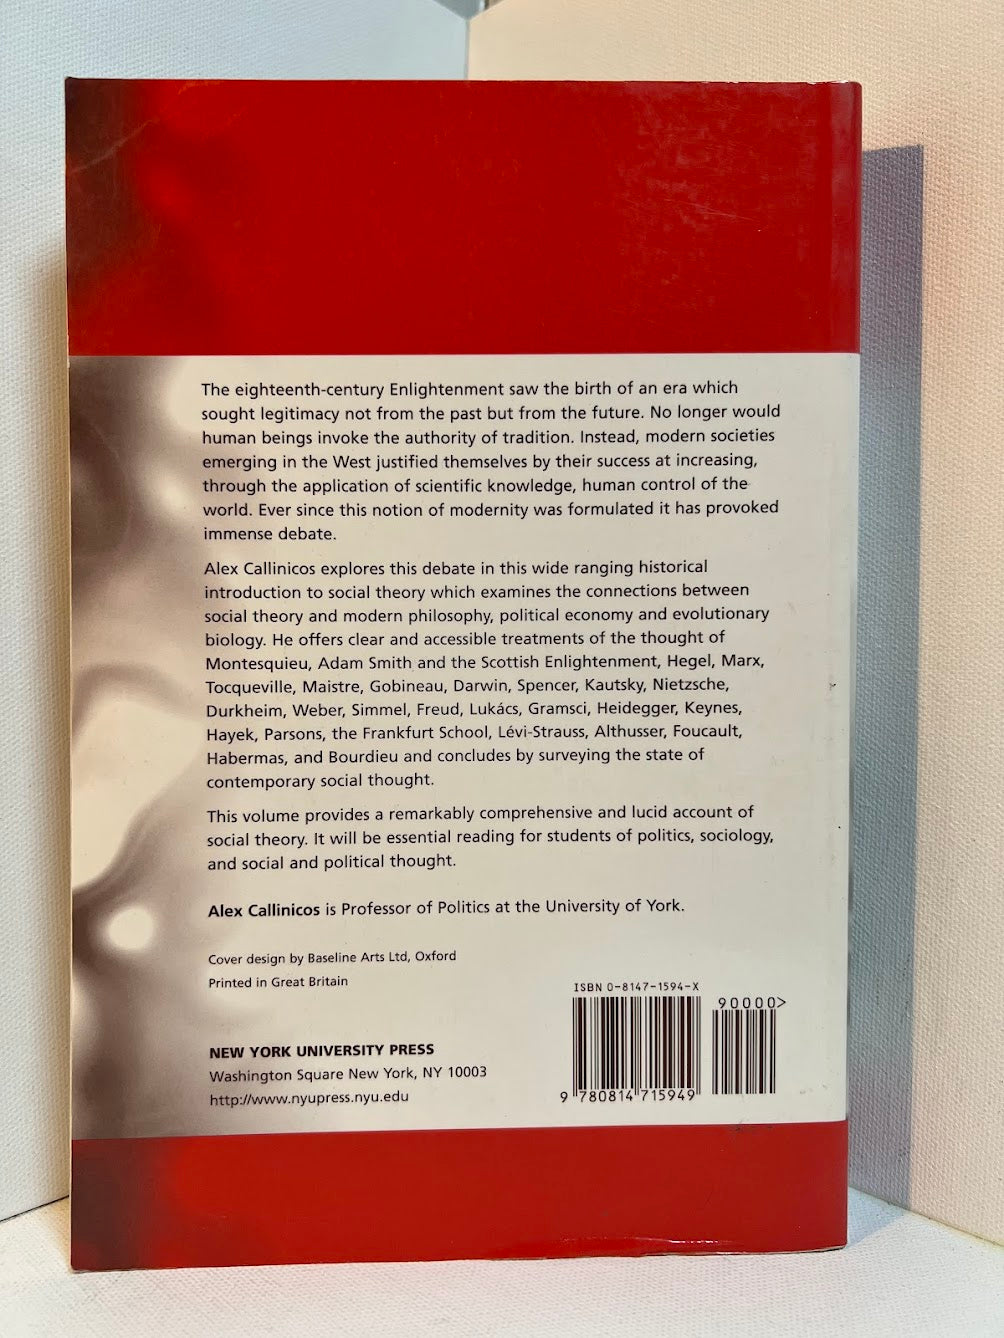 The eighteenth-century Enlightenment saw the birth of an era which
sought legitimacy not from the past but from the future. No longer would
human beings invoke the authority of tradition. Instead, modern societies
emerging in the West justified themselves by their success at increasing,
through the application of scientific knowledge, human control of the
world. Ever since this notion of modernity was formulated it has provoked
immense debate.
Alex Callinicos explores this debate in this wide ranging historical
introduction to social theory which examines the connections between
social theory and modern philosophy, political economy and evolutionary
biology. He offers clear and accessible treatments of the thought of
Montesquieu, Adam Smith and the Scottish Enlightenment, Hegel, Marx,
Tocqueville, Maistre, Gobineau, Darwin, Spencer, Kautsky, Nietzsche,
Durkheim, Weber, Simmel, Freud, Lukács, Gramsci, Heidegger, Keynes,
Hayek, Parsons, the Frankfurt School, Lévi-Strauss, Althusser, Foucault,
Habermas, and Bourdieu and concludes by surveying the state of
contemporary social thought.
This volume provides a remarkably comprehensive and lucid account of
social theory. It will be essential reading for students of politics, sociology,
and social and political thought.
Alex Callinicos is Professor of Politics at the University of York.
Cover design by Baseline Arts Ltd, Oxford
Printed in Great Britain
NEW YORK UNIVERSITY PRESS
Washington Square New York, NY 10003
http://www.nyupress.nyu.edu
ISBN 0-8147-1594-X
90000>
9 780814 715949